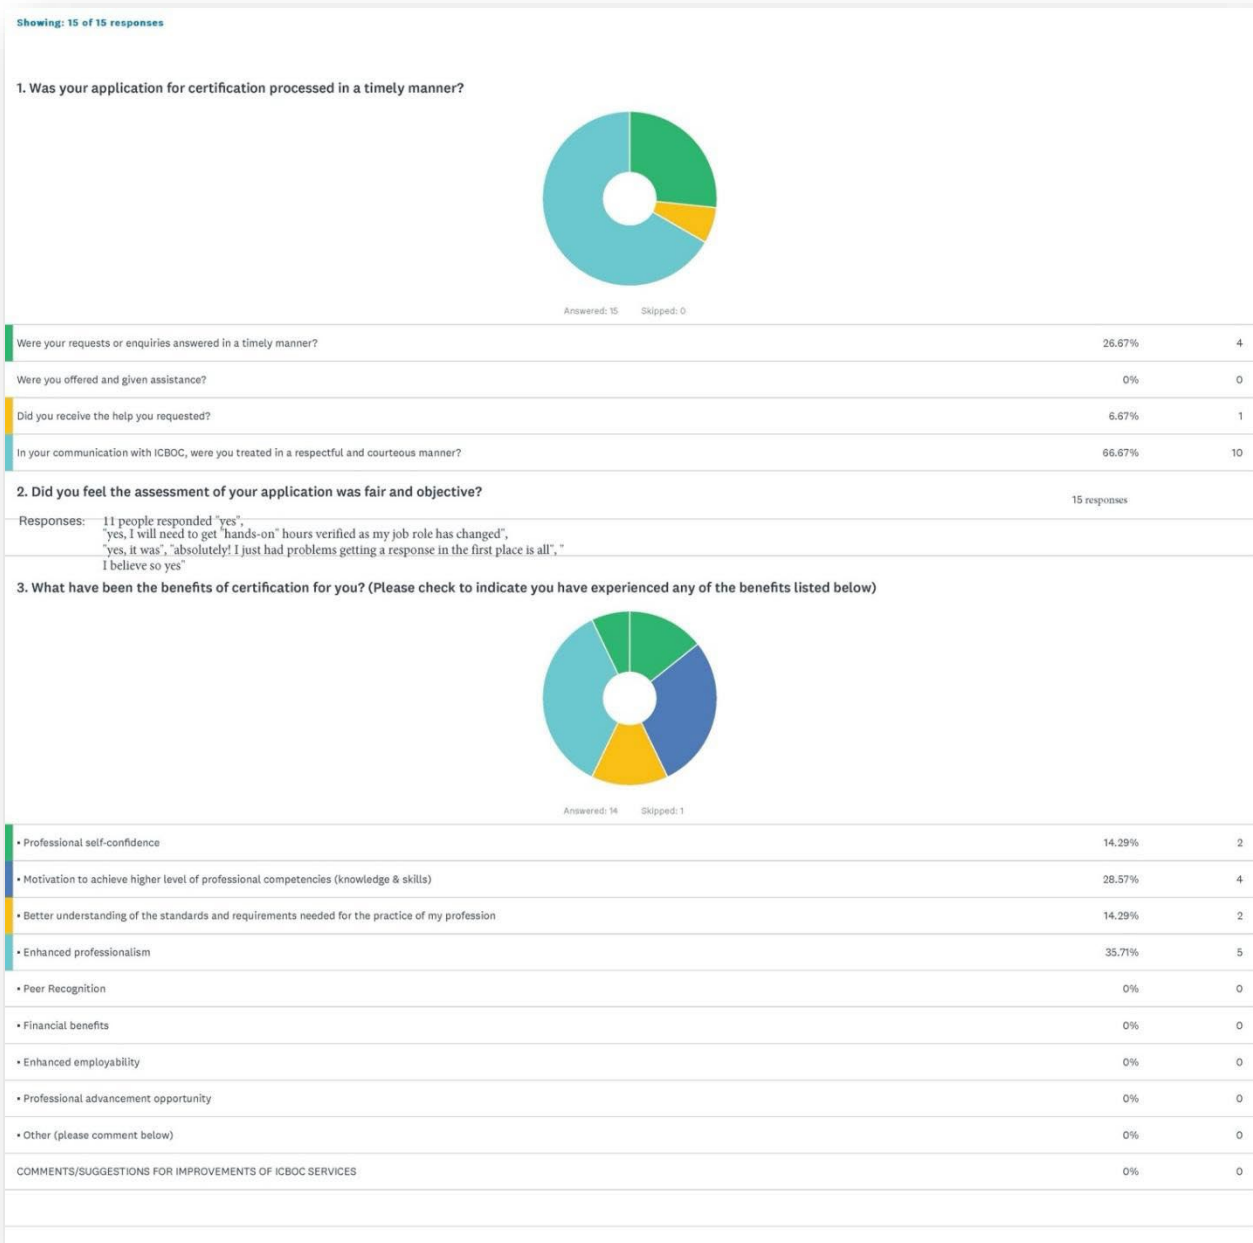 Showing: 15 of 15 responses
1. Was your application for certification processed in a timely manner?
Answered: 15 Skipped: 0
Were your requests or enquiries answered in a timely manner? 26.67% 4
Were you offered and given assistance? 0% 0
Did you receive the help you requested? 6.67% 1
In your communication with ICBOC, were you treated in a respectful and courteous manner? 66.67% 10
2. Did you feel the assessment of your application was fair and objective? 15 responses
Responses: 11 people responded "yes",
"yes, I will need to get "hands-on" hours verified as my job role has changed",
"yes, it was", "absolutely! I just had problems getting a response in the first place is all", "
I believe so yes"
3. What have been the benefits of certification for you? (Please check to indicate you have experienced any of the benefits listed below)
Answered: 14 Skipped: 1
• Professional self-confidence 14.29% 2
• Motivation to achieve higher level of professional competencies (knowledge & skills) 28.57% 4
• Better understanding of the standards and requirements needed for the practice of my profession 14.29% 2
• Enhanced professionalism 35.71% 5
• Peer Recognition 0% 0
• Financial benefits 0% 0
• Enhanced employability 0% 0
• Professional advancement opportunity 0% 0
• Other (please comment below) 0% 0
COMMENTS/SUGGESTIONS FOR IMPROVEMENTS OF ICBOC SERVICES 0% 0